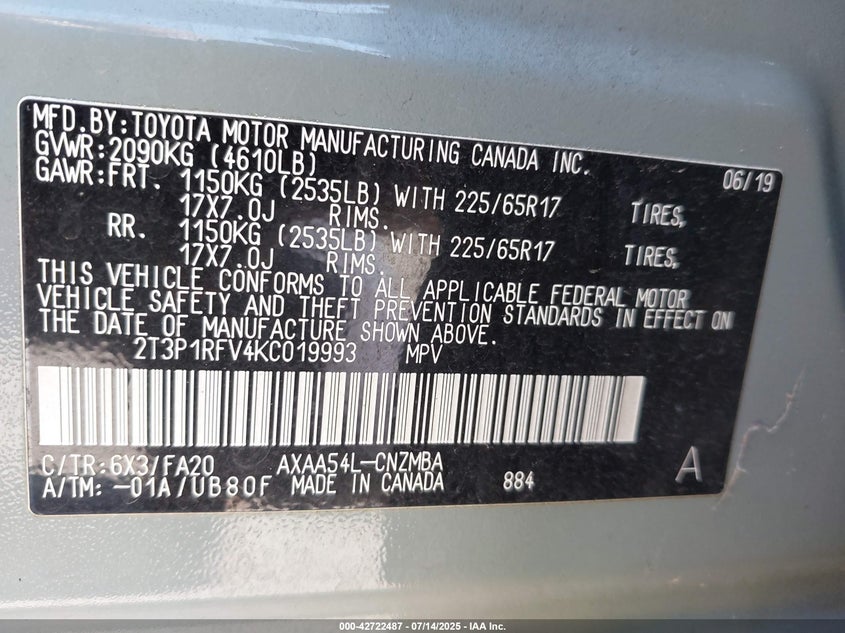 MFD.BY:TOYOTA MOTOR MANUFACTURING CANADA INC.
GVWR:2090KG (4610LB) 06/19
GAWR:FRT. 1150KG (2535LB) WITH 225/65R17 TIRES,
17X7.0J RIMS.
RR. 1150KG (2535LB) WITH 225/65R17 TIRES,
17X7.0J RIMS.
THIS VEHICLE CONFORMS TO ALL APPLICABLE FEDERAL MOTOR
VEHICLE SAFETY AND THEFT PREVENTION STANDARDS IN EFFECT ON
THE DATE OF MANUFACTURE SHOWN ABOVE.
2T3P1RFV4KC019993 MPV
C/TR:6X3/FA20 AXAA54L-CNZMBA A
A/TM: -01A/UB80F MADE IN CANADA 884
000-42722487 - 07/14/2025 - IAA Inc.